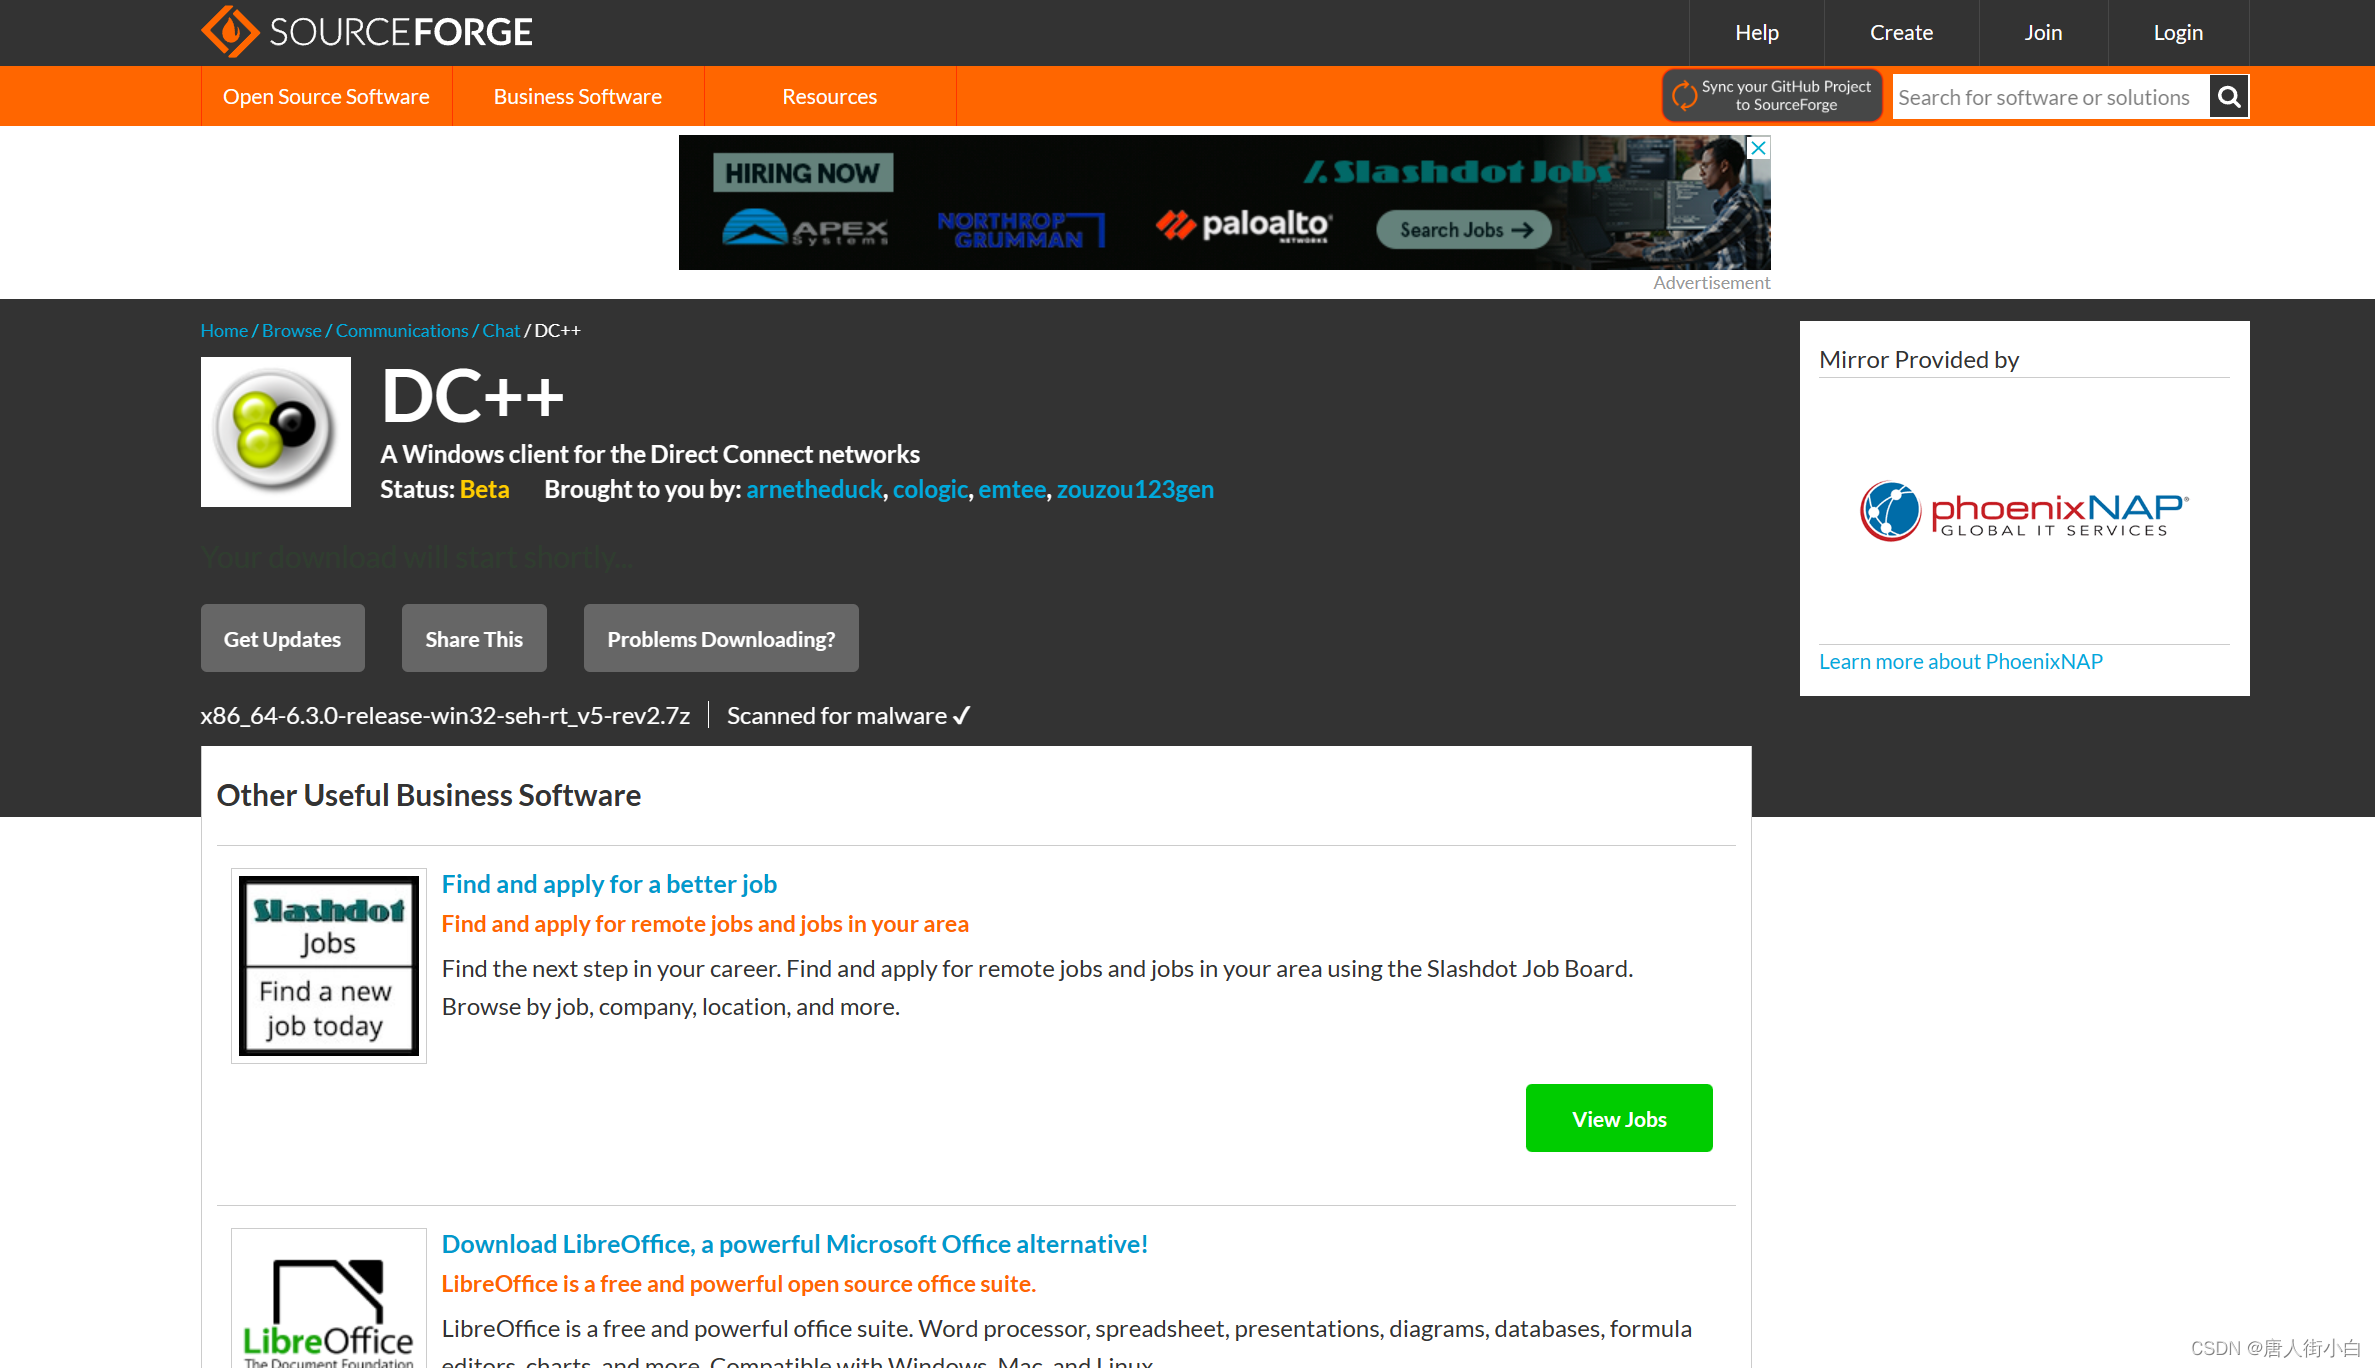 SOURCEFORGE
Help
Create
Join
Login
Open Source Software
Business Software
Resources
Sync your GitHub Project
to SourceForge
Search for software or solutions
HIRING NOW
Slashdot Jobs
APEX
Systems
NORTHROP
GRUMMAN
paloalto
NETWORKS
Search Jobs →
Advertisement
Home / Browse / Communications / Chat / DC++
DC++
A Windows client for the Direct Connect networks
Status: Beta
Brought to you by: arnetheduck, cologic, emtee, zouzou123gen
Your download will start shortly...
Get Updates
Share This
Problems Downloading?
x86_64-6.3.0-release-win32-seh-rt_v5-rev2.7z
Scanned for malware ✓
Mirror Provided by
phoenixNAP®
GLOBAL IT SERVICES
Learn more about PhoenixNAP
Other Useful Business Software
Slashdot
Jobs
Find a new
job today
Find and apply for a better job
Find and apply for remote jobs and jobs in your area
Find the next step in your career. Find and apply for remote jobs and jobs in your area using the Slashdot Job Board.
Browse by job, company, location, and more.
View Jobs
LibreOffice
The Document Foundation
Download LibreOffice, a powerful Microsoft Office alternative!
LibreOffice is a free and powerful open source office suite.
LibreOffice is a free and powerful office suite. Word processor, spreadsheet, presentations, diagrams, databases, formula
editors, charts, and more. Compatible with Windows, Mac, and Linux.
CSDN @唐人街小白